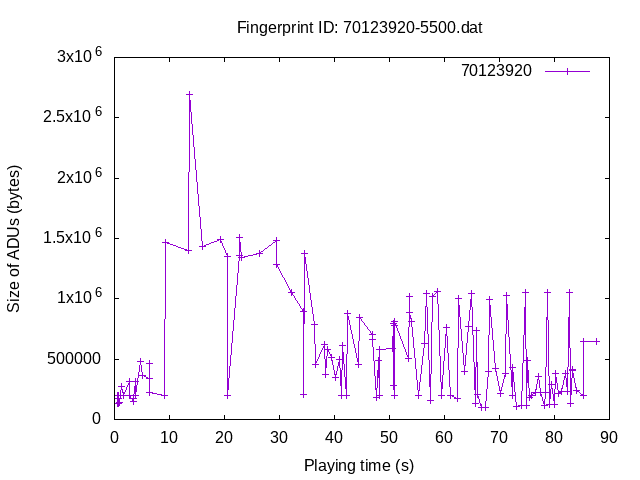 Fingerprint ID: 70123920-5500.dat
3x10^6
70123920
2.5x10^6
2x10^6
1.5x10^6
1x10^6
500000
0
Size of ADUs (bytes)
0 10 20 30 40 50 60 70 80 90
Playing time (s)